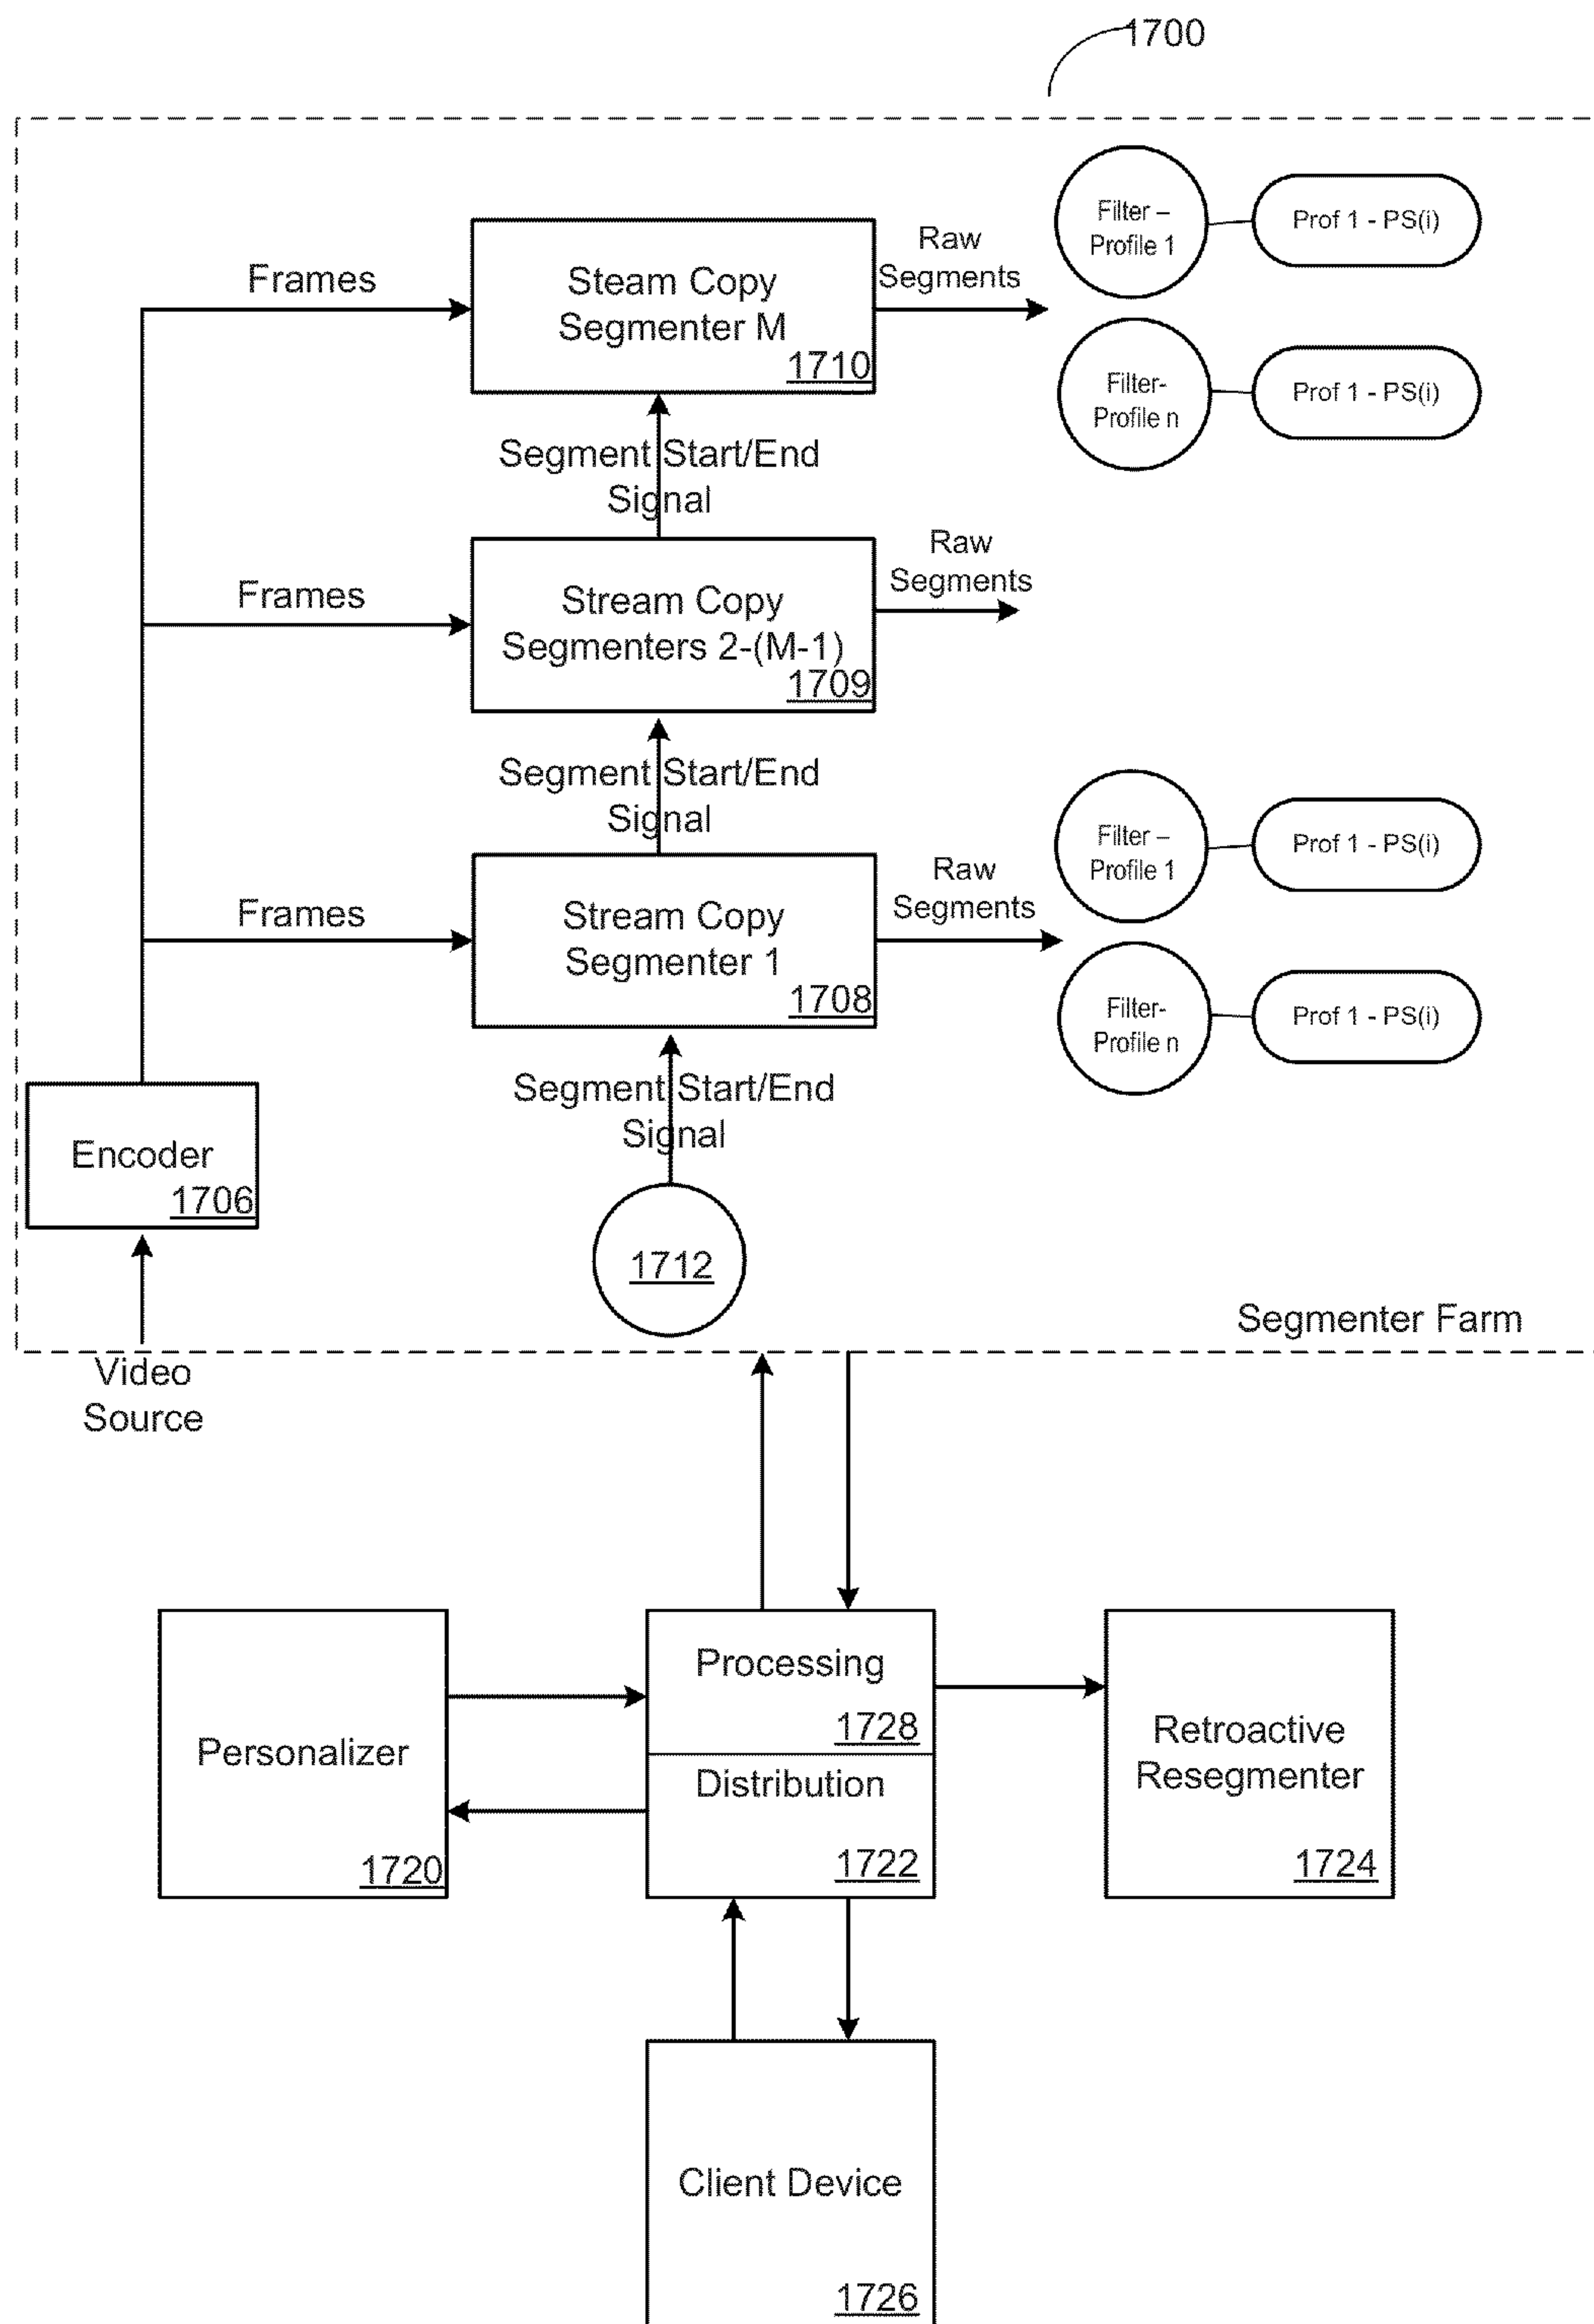 1700
Filter –
Profile 1
Prof 1 - PS(i)
Raw
Segments
Frames
Steam Copy
Segmenter M
1710
Filter-
Profile n
Prof 1 - PS(i)
Segment Start/End
Signal
Raw
Segments
Frames
Stream Copy
Segmenters 2-(M-1)
1709
Segment Start/End
Signal
Filter –
Profile 1
Prof 1 - PS(i)
Raw
Segments
Frames
Stream Copy
Segmenter 1
1708
Filter-
Profile n
Prof 1 - PS(i)
Segment Start/End
Signal
Encoder
1706
1712
Segmenter Farm
Video
Source
Processing
1728
Personalizer
1720
Distribution
1722
Retroactive
Resegmenter
1724
Client Device
1726